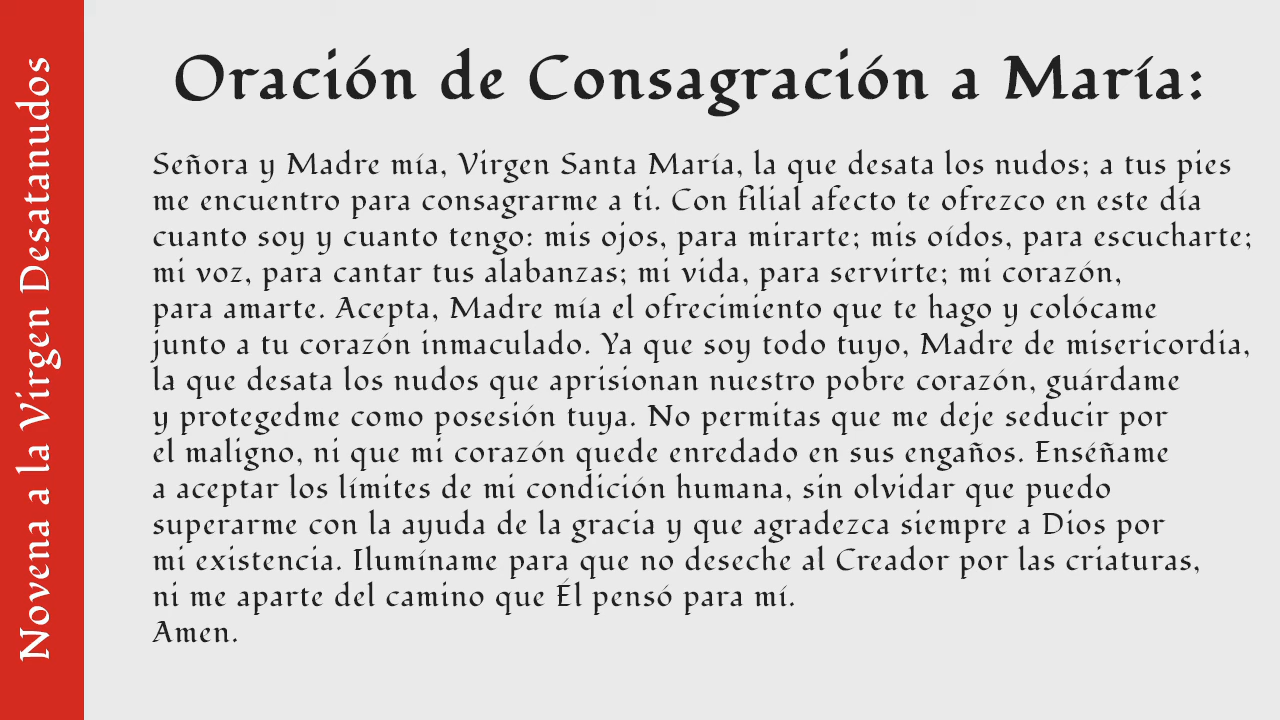 Novena a la Virgen Desatanudos
Oración de Consagración a María:
Señora y Madre mía, Virgen Santa María, la que desata los nudos; a tus pies
me encuentro para consagrarme a ti. Con filial afecto te ofrezco en este día
cuanto soy y cuanto tengo: mis ojos, para mirarte; mis oídos, para escucharte;
mi voz, para cantar tus alabanzas; mi vida, para servirte; mi corazón,
para amarte. Acepta, Madre mía el ofrecimiento que te hago y colócame
junto a tu corazón inmaculado. Ya que soy todo tuyo, Madre de misericordia,
la que desata los nudos que aprisionan nuestro pobre corazón, guárdame
y protegedme como posesión tuya. No permitas que me deje seducir por
el maligno, ni que mi corazón quede enredado en sus engaños. Enséñame
a aceptar los límites de mi condición humana, sin olvidar que puedo
superarme con la ayuda de la gracia y que agradezca siempre a Dios por
mi existencia. Ilumíname para que no deseche al Creador por las criaturas,
ni me aparte del camino que Él pensó para mí.
Amen.